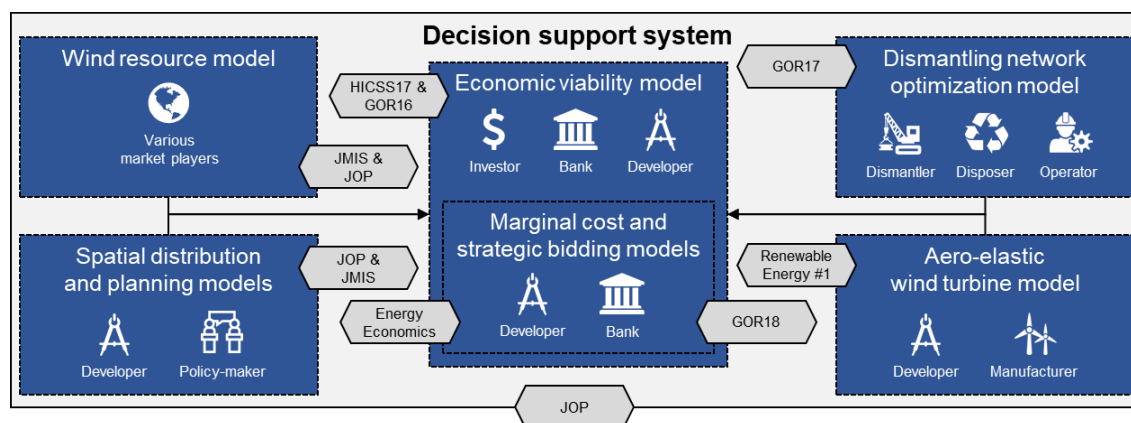 Decision support system
Wind resource model
Various
market players
JMIS &
JOP
HICSS17 &
GOR16
Economic viability model
Investor
Bank
Developer
Marginal cost and
strategic bidding models
Developer
Bank
GOR17
Dismantling network
optimization model
Dismantler
Disposer
Operator
Spatial distribution
and planning models
Developer
Policy-maker
JOP &
JMIS
Energy
Economics
Renewable
Energy #1
GOR18
Aero-elastic
wind turbine model
Developer
Manufacturer
JOP